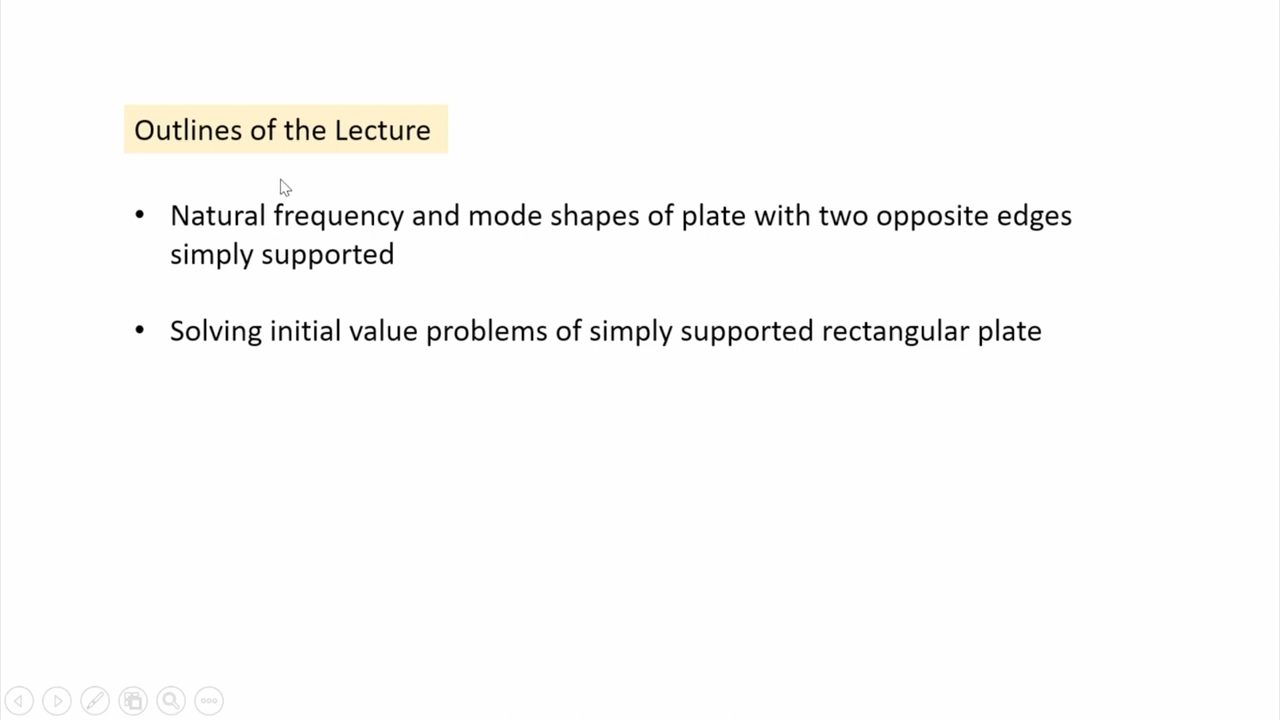 Outlines of the Lecture
• Natural frequency and mode shapes of plate with two opposite edges
simply supported
• Solving initial value problems of simply supported rectangular plate